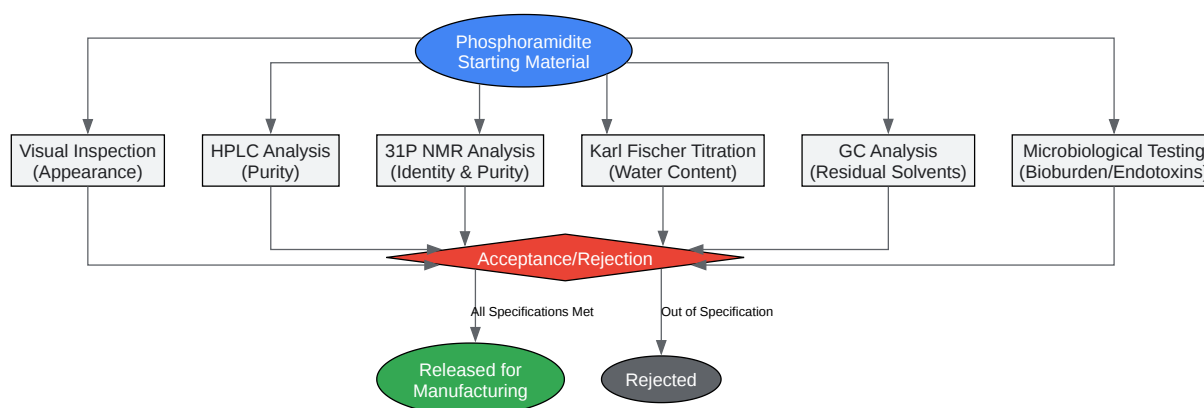 Phosphoramidite
Starting Material
Visual Inspection
(Appearance)
HPLC Analysis
(Purity)
31P NMR Analysis
(Identity & Purity)
Karl Fischer Titration
(Water Content)
GC Analysis
(Residual Solvents)
Microbiological Testing
(Bioburden/Endotoxins)
Acceptance/Rejection
All Specifications Met
Out of Specification
Released for
Manufacturing
Rejected